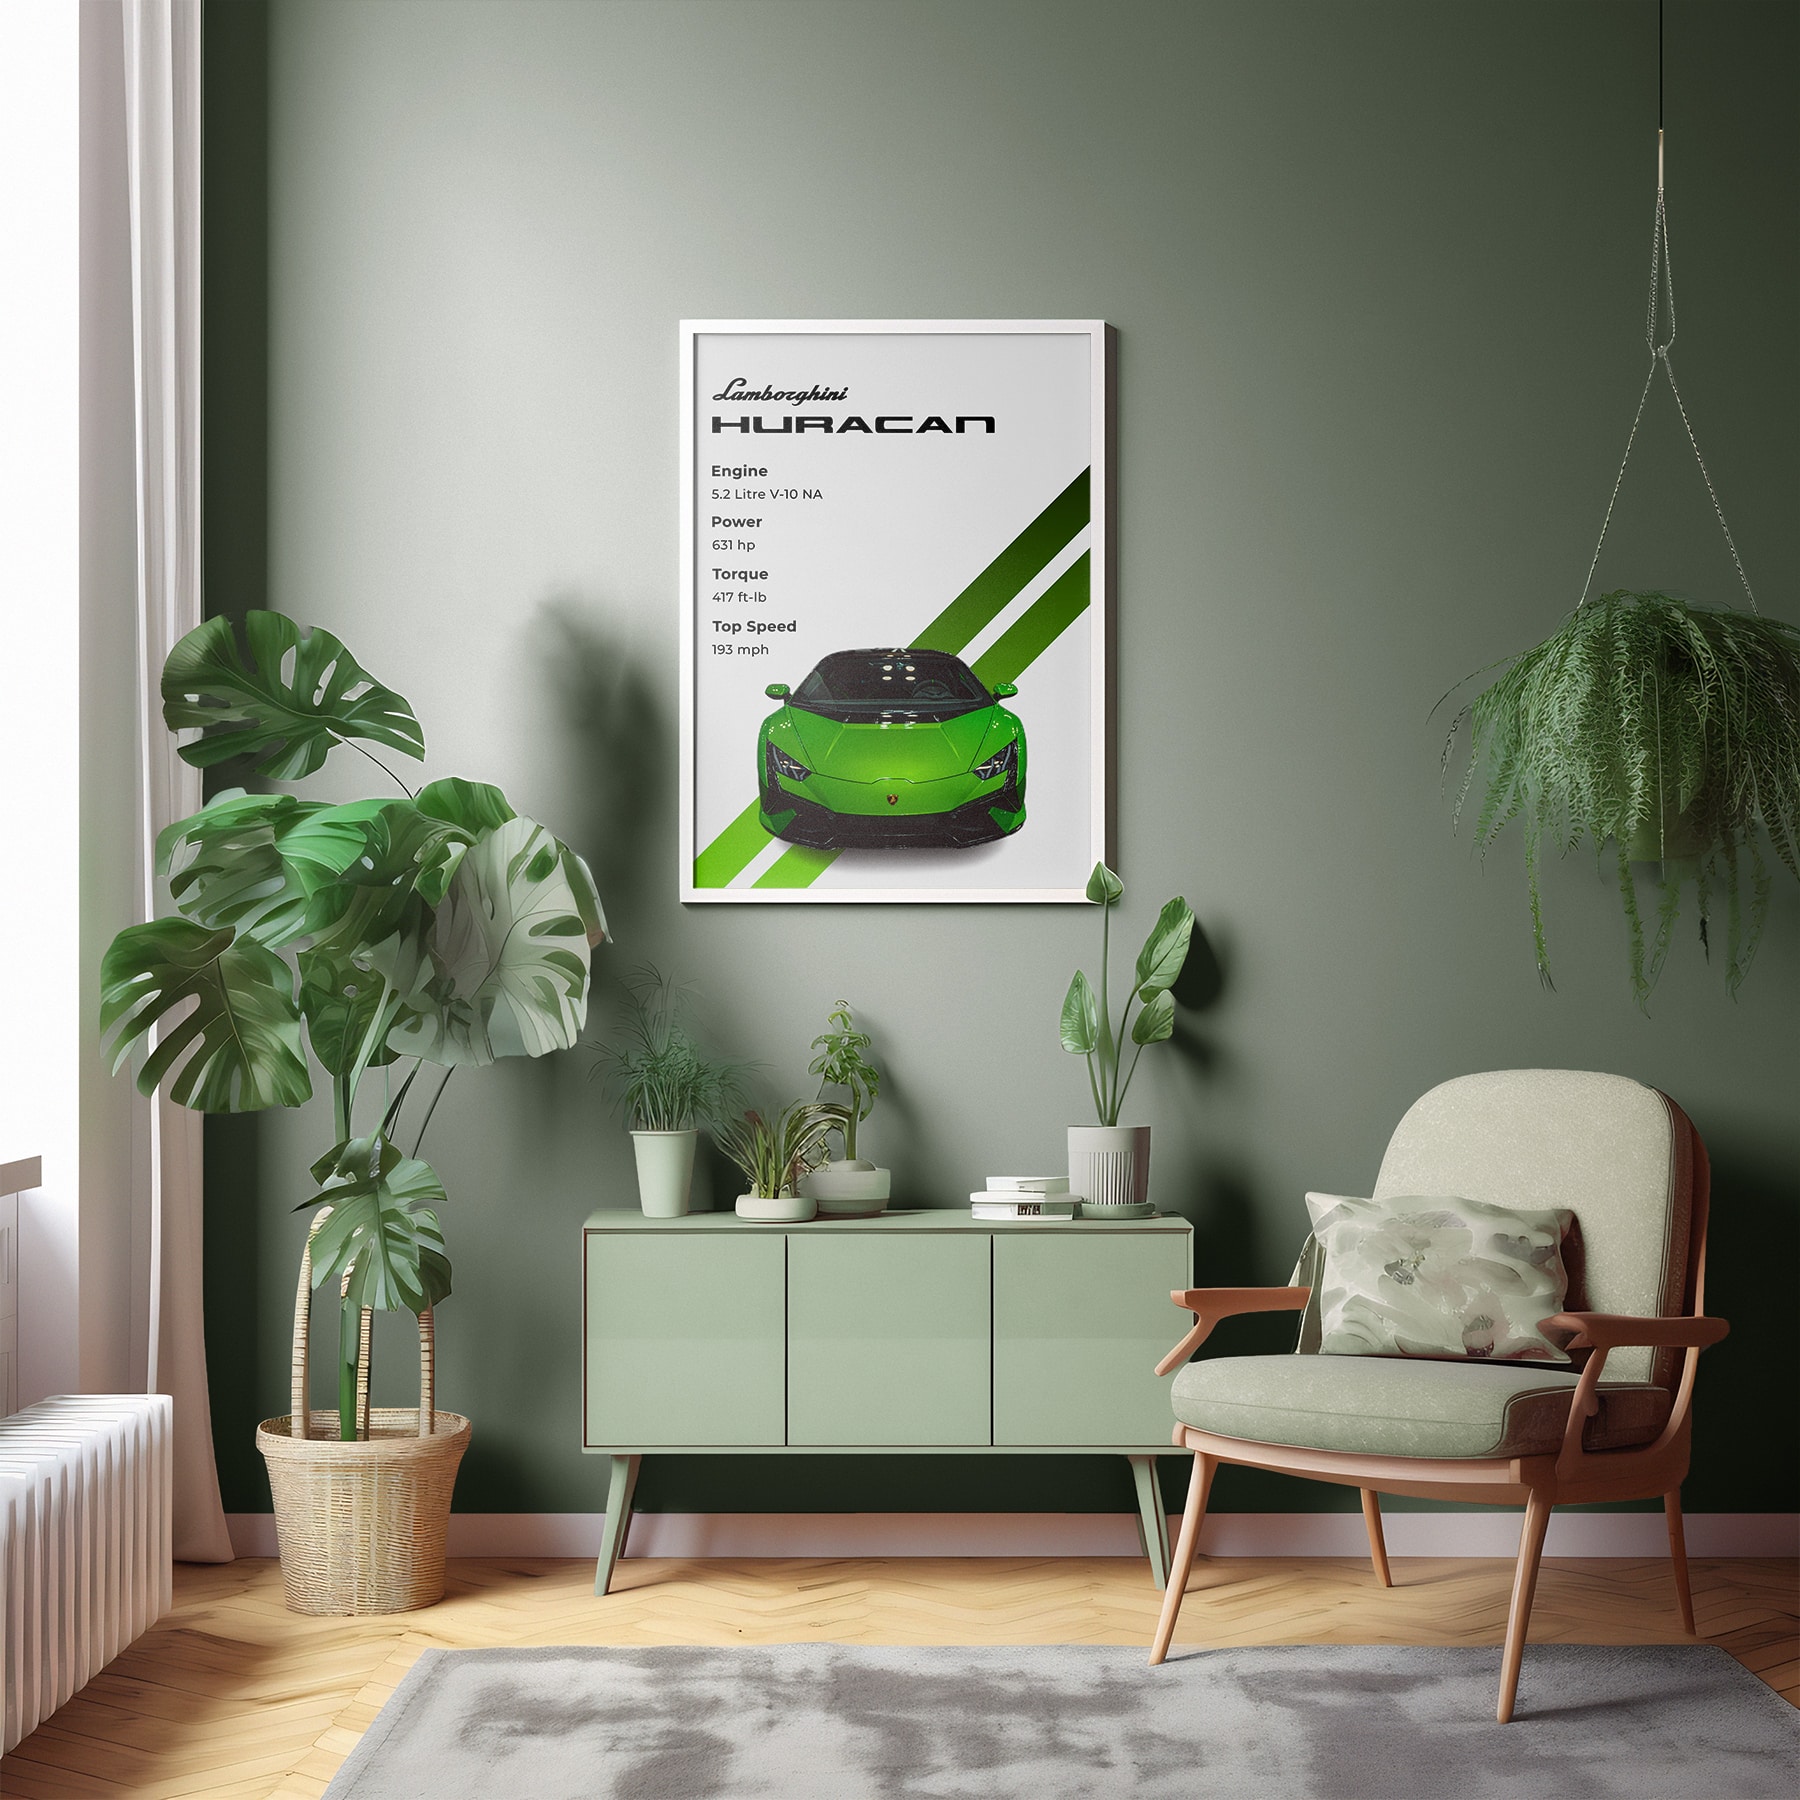 Lamborghini
HURACAN
Engine
5.2 Litre V-10 NA
Power
631 hp
Torque
417 ft-lb
Top Speed
193 mph